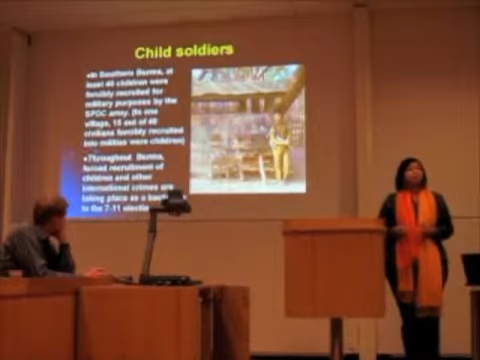 Child soldiers
•In Southern Burma, at
least 40 children were
forcibly recruited for
military purposes by the
SPDC army. (In one
village, 15 out of 40
civilians forcibly recruited
into militias were children)
•Throughout Burma,
forced recruitment of
children and other
international crimes are
taking place as a
to the 7-11